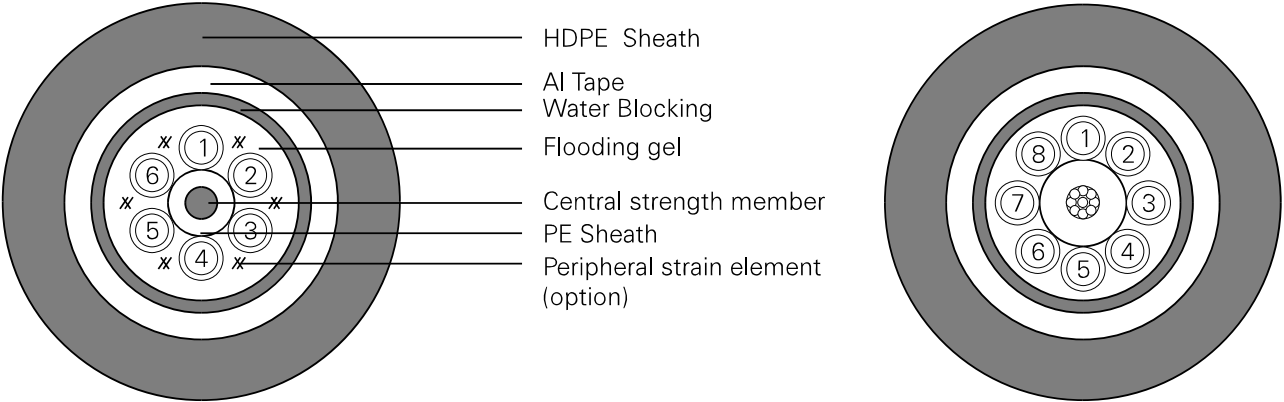 HDPE Sheath
Al Tape
Water Blocking
Flooding gel
Central strength member
PE Sheath
Peripheral strain element
(option)
1
2
3
4
5
6
1
2
3
4
5
6
7
8